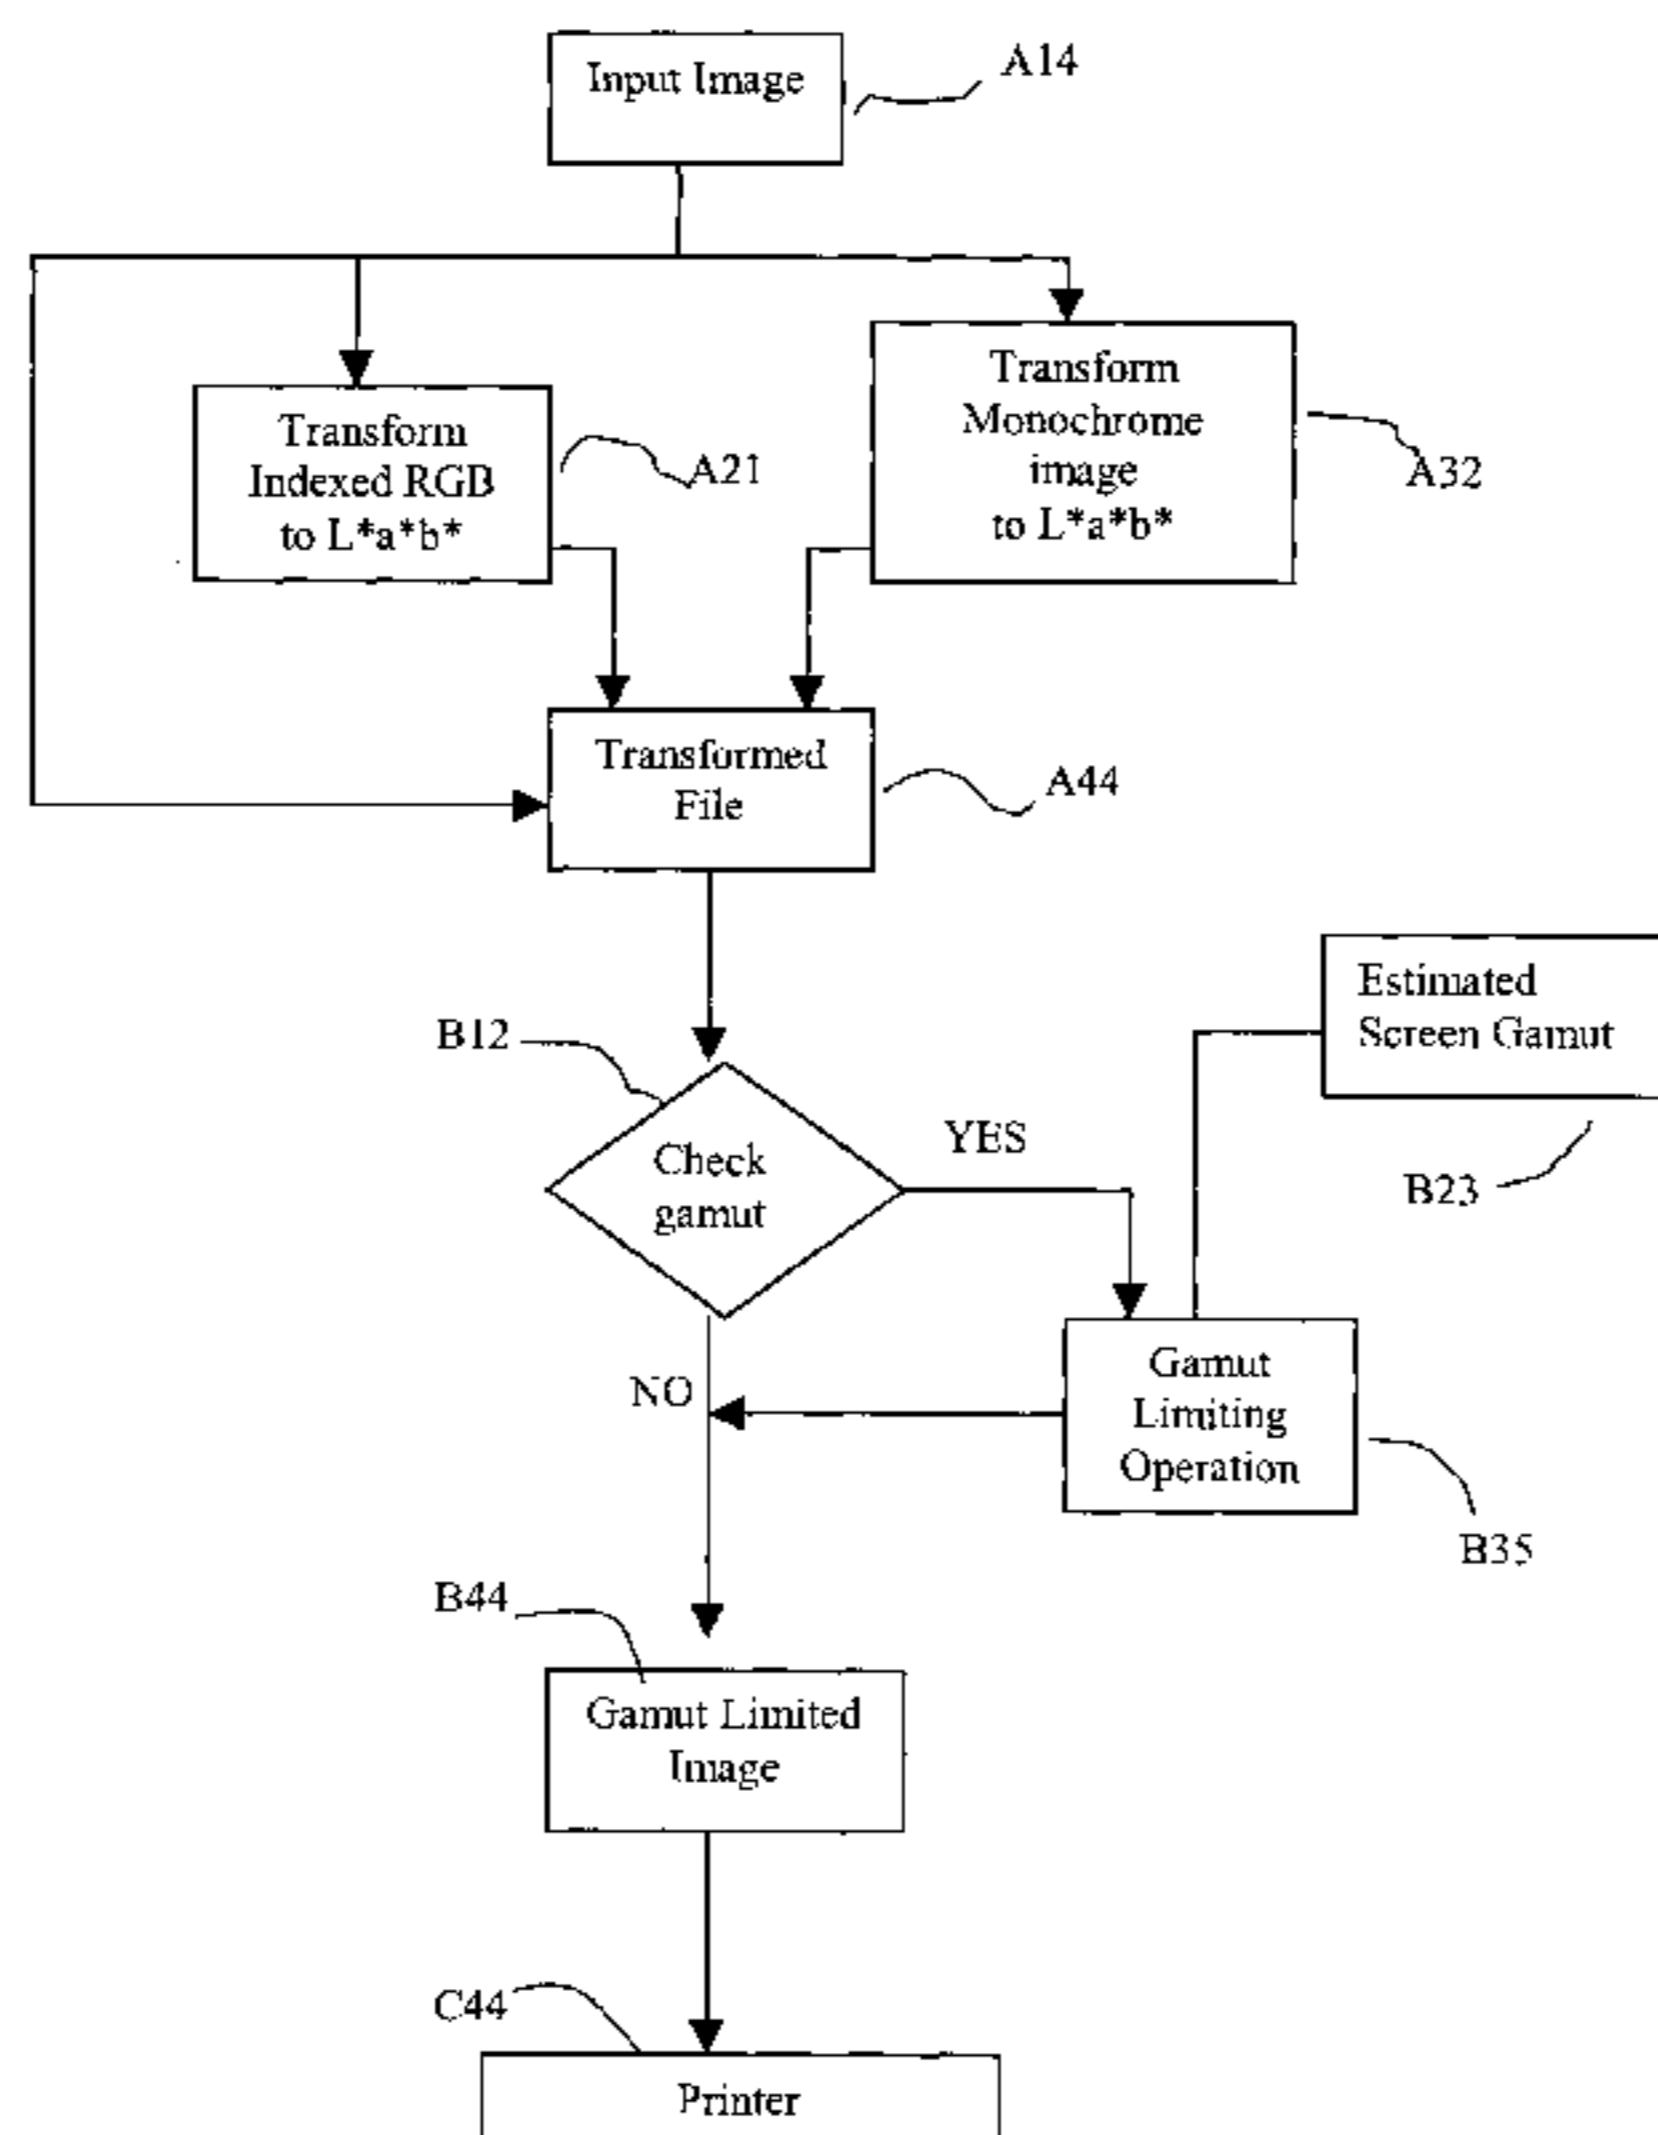 Input Image
A14
Transform
Indexed RGB
to L*a*b*
A21
Transform
Monochrome
image
to L*a*b*
A32
Transformed
File
A44
Estimated
Screen Gamut
B23
B12
Check
gamut
YES
NO
Gamut
Limiting
Operation
B35
B44
Gamut Limited
Image
C44
Printer